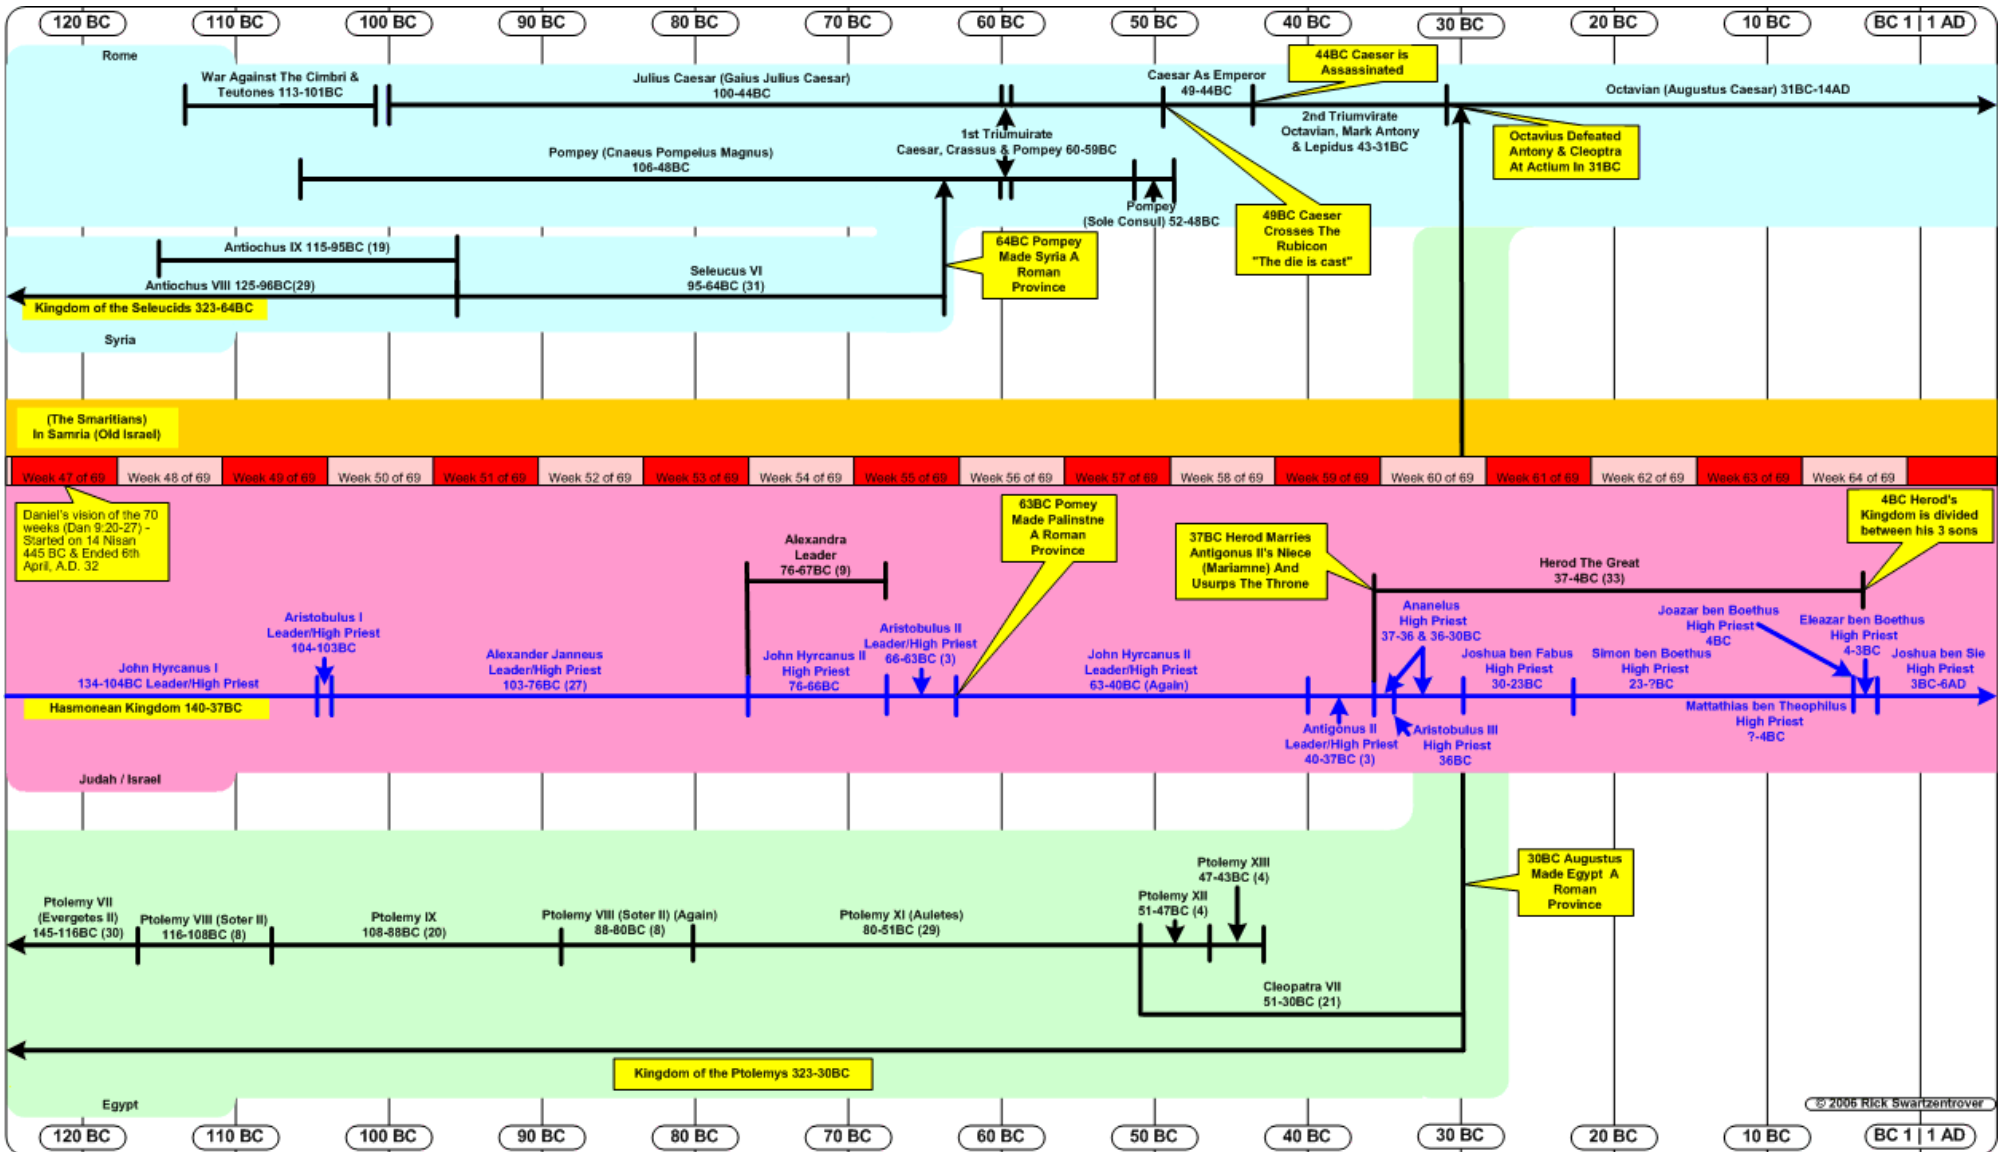 120 BC
110 BC
100 BC
90 BC
80 BC
70 BC
60 BC
50 BC
40 BC
30 BC
20 BC
10 BC
BC 1 | 1 AD
Rome
War Against The Cimbri &
Teutones 113-101BC
Julius Caesar (Gaius Julius Caesar)
100-44BC
Caesar As Emperor
49-44BC
44BC Caeser is
Assassinated
Octavian (Augustus Caesar) 31BC-14AD
1st Triumuirate
Caesar, Crassus & Pompey 60-59BC
2nd Triumvirate
Octavian, Mark Antony
& Lepidus 43-31BC
Octavius Defeated
Antony & Cleoptra
At Actium In 31BC
Pompey (Cnaeus Pompeius Magnus)
106-48BC
Pompey
(Sole Consul) 52-48BC
49BC Caeser
Crosses The
Rubicon
"The die is cast"
Antiochus IX 115-95BC (19)
64BC Pompey
Made Syria A
Roman
Province
Antiochus VIII 125-96BC(29)
Seleucus VI
95-64BC (31)
Kingdom of the Seleucids 323-64BC
Syria
(The Smaritians)
In Samria (Old Israel)
Week 47 of 69
Week 48 of 69
Week 49 of 69
Week 50 of 69
Week 51 of 69
Week 52 of 69
Week 53 of 69
Week 54 of 69
Week 55 of 69
Week 56 of 69
Week 57 of 69
Week 58 of 69
Week 59 of 69
Week 60 of 69
Week 61 of 69
Week 62 of 69
Week 63 of 69
Week 64 of 69
Daniel's vision of the 70
weeks (Dan 9:20-27) -
Started on 14 Nisan
445 BC & Ended 6th
April, A.D. 32
63BC Pomey
Made Palinstne
A Roman
Province
4BC Herod's
Kingdom is divided
between his 3 sons
37BC Herod Marries
Antigonus II's Niece
(Mariamne) And
Usurps The Throne
Alexandra
Leader
76-67BC (9)
Herod The Great
37-4BC (33)
Aristobulus I
Leader/High Priest
104-103BC
Aristobulus II
Leader/High Priest
66-63BC (3)
Ananelus
High Priest
37-36 & 36-30BC
Joazar ben Boethus
High Priest
4BC
Eleazar ben Boethus
High Priest
4-3BC
John Hyrcanus I
134-104BC Leader/High Priest
Alexander Janneus
Leader/High Priest
103-76BC (27)
John Hyrcanus II
High Priest
76-66BC
John Hyrcanus II
Leader/High Priest
63-40BC (Again)
Joshua ben Fabus
High Priest
30-23BC
Simon ben Boethus
High Priest
23-?BC
Joshua ben Sie
High Priest
3BC-6AD
Hasmonean Kingdom 140-37BC
Antigonus II
Leader/High Priest
40-37BC (3)
Aristobulus III
High Priest
36BC
Mattathias ben Theophilus
High Priest
?-4BC
Judah / Israel
30BC Augustus
Made Egypt A
Roman
Province
Ptolemy XIII
47-43BC (4)
Ptolemy XII
51-47BC (4)
Ptolemy VII
(Evergetes II)
145-116BC (30)
Ptolemy VIII (Soter II)
116-108BC (8)
Ptolemy IX
108-88BC (20)
Ptolemy VIII (Soter II) (Again)
88-80BC (8)
Ptolemy XI (Auletes)
80-51BC (29)
Cleopatra VII
51-30BC (21)
Kingdom of the Ptolemys 323-30BC
Egypt
© 2006 Rick Swartzentrover
120 BC
110 BC
100 BC
90 BC
80 BC
70 BC
60 BC
50 BC
40 BC
30 BC
20 BC
10 BC
BC 1 | 1 AD